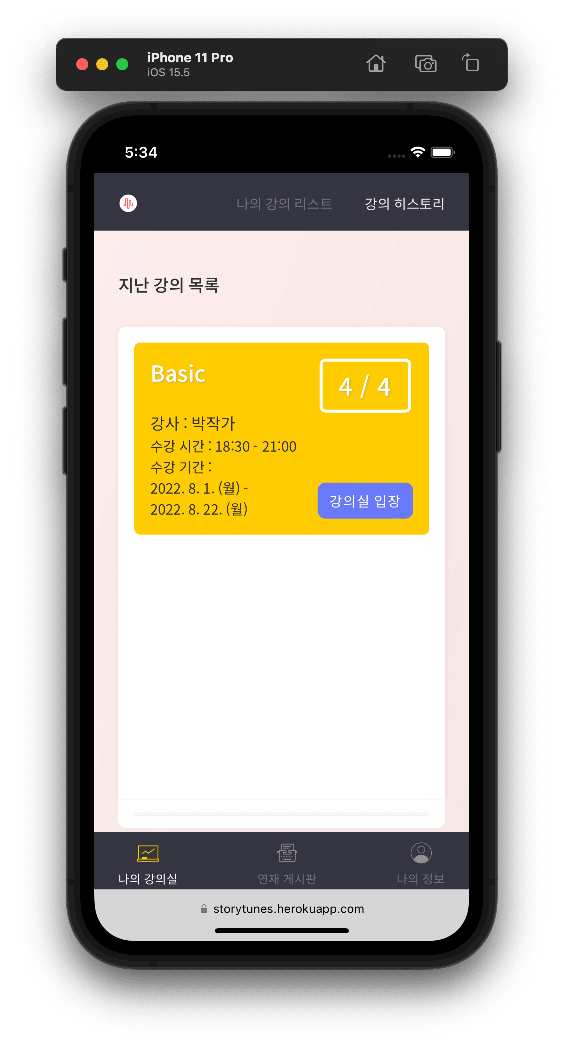 iPhone 11 Pro
iOS 15.5
5:34
나의 강의 리스트 강의 히스토리
지난 강의 목록
Basic
4 / 4
강사 : 박작가
수강 시간 : 18:30 - 21:00
수강 기간 :
2022. 8. 1. (월) -
2022. 8. 22. (월)
강의실 입장
나의 강의실 연재 게시판 나의 정보
storytunes.herokuapp.com